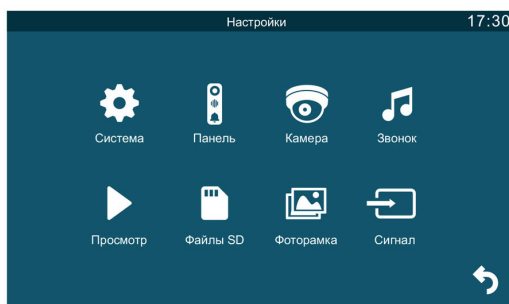 Настройки 17:30
Система Панель Камера Звонок
Просмотр Файлы SD Фоторамка Сигнал